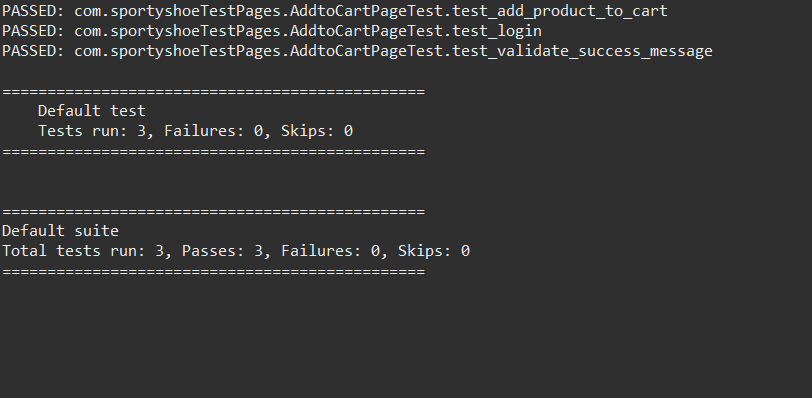 PASSED: com.sportyshoeTestPages.AddtoCartPageTest.test_add_product_to_cart
PASSED: com.sportyshoeTestPages.AddtoCartPageTest.test_login
PASSED: com.sportyshoeTestPages.AddtoCartPageTest.test_validate_success_message
===============================================
Default test
Tests run: 3, Failures: 0, Skips: 0
===============================================
===============================================
Default suite
Total tests run: 3, Passes: 3, Failures: 0, Skips: 0
===============================================